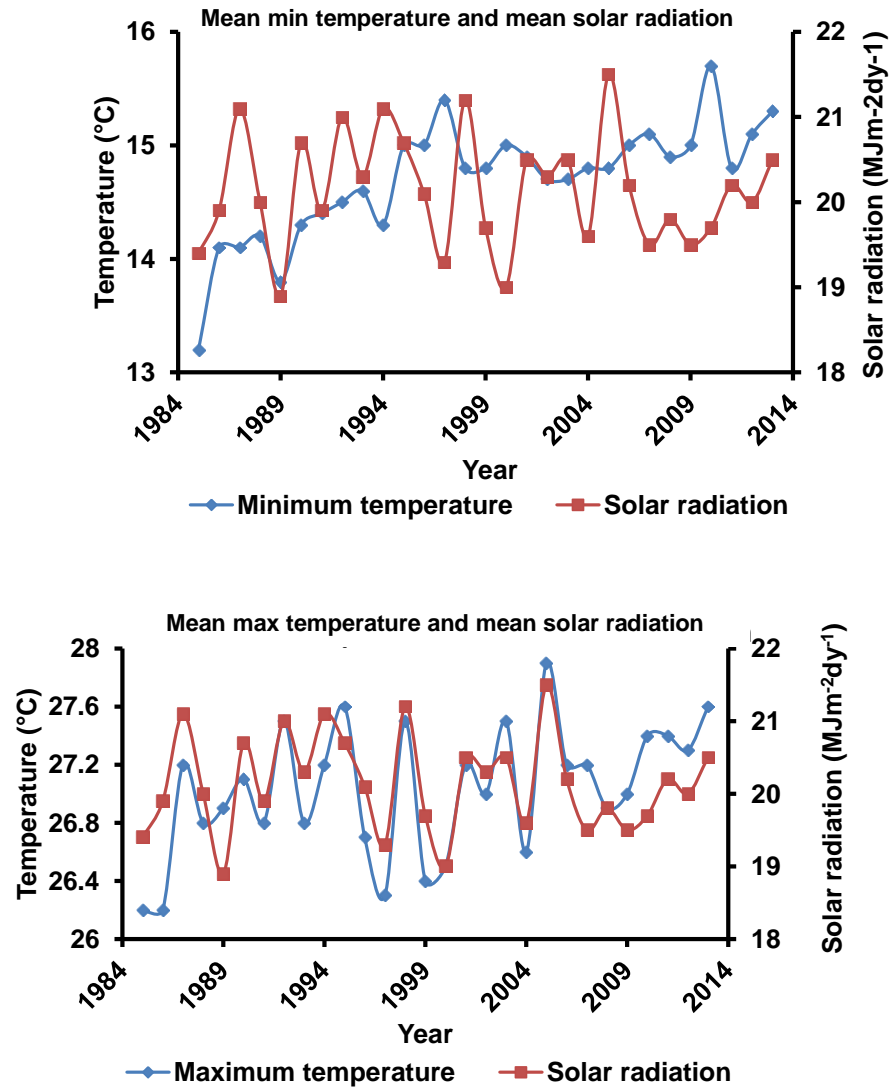 Mean min temperature and mean solar radiation
16
15
14
13
Temperature (°C)
22
21
20
19
18
Solar radiation (MJm-2dy-1)
1984
1989
1994
1999
2004
2009
2014
Year
Minimum temperature
Solar radiation
Mean max temperature and mean solar radiation
28
27.6
27.2
26.8
26.4
26
Temperature (°C)
22
21
20
19
18
Solar radiation (MJm⁻²dy⁻¹)
1984
1989
1994
1999
2004
2009
2014
Year
Maximum temperature
Solar radiation